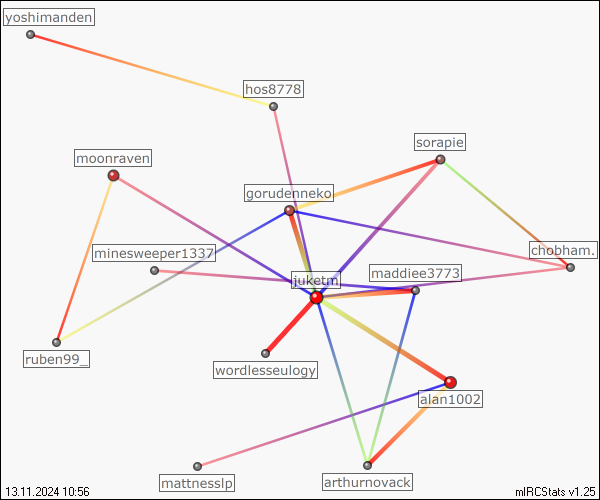 yoshimanden
hos8778
sorapie
moonraven
gorudenneko
chobham.
minesweeper1337
maddiee3773
juketm
ruben99_
wordlesseulogy
alan1002
mattnesslp
arthurnovack
13.11.2024 10:56
mIRCStats v1.25